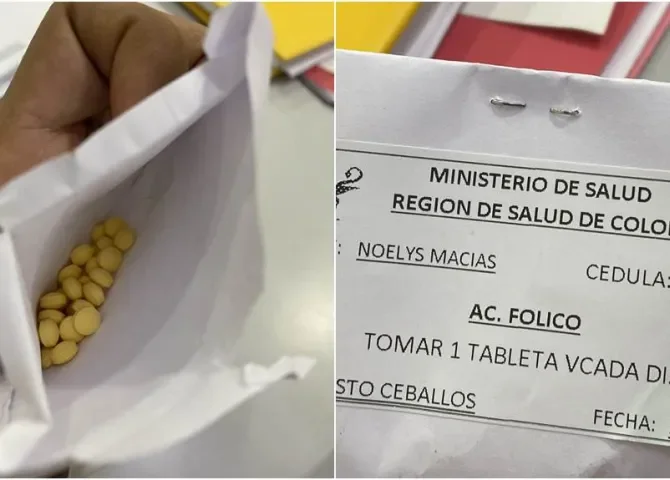 MINISTERIO DE SALUD
REGION DE SALUD DE COLO
NOELYS MACIAS CEDULA:
AC. FOLICO
TOMAR 1 TABLETA VCADA DI
STO CEBALLOS FECHA: